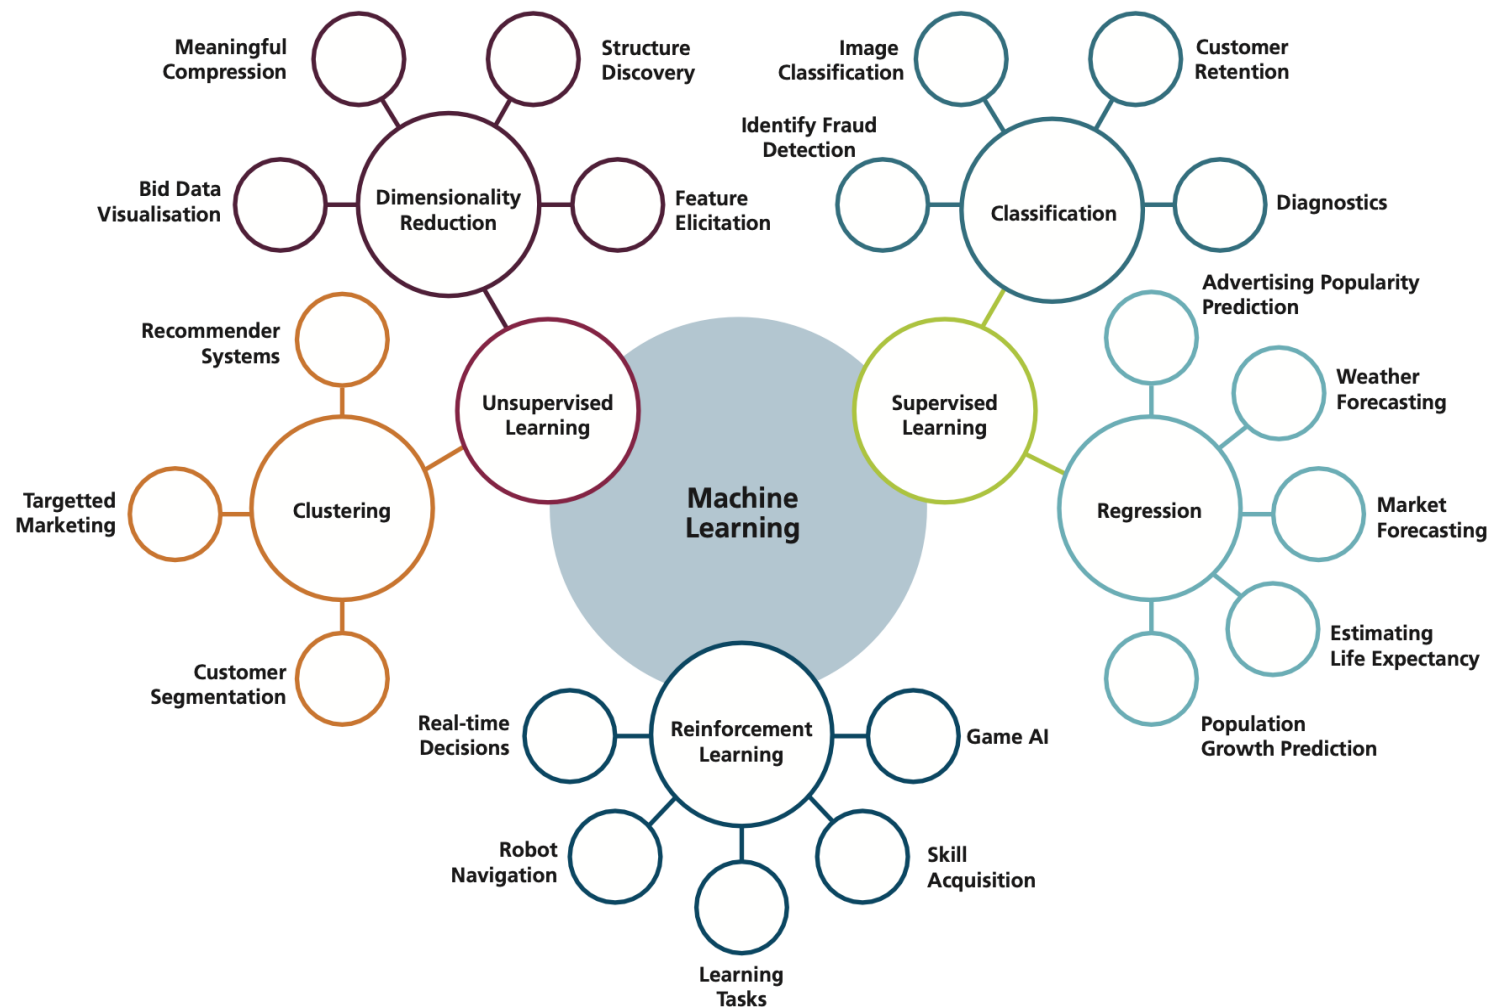 Meaningful
Compression
Structure
Discovery
Bid Data
Visualisation
Dimensionality
Reduction
Feature
Elicitation
Image
Classification
Customer
Retention
Identify Fraud
Detection
Classification
Diagnostics
Recommender
Systems
Unsupervised
Learning
Targetted
Marketing
Clustering
Customer
Segmentation
Machine
Learning
Supervised
Learning
Advertising Popularity
Prediction
Weather
Forecasting
Regression
Market
Forecasting
Estimating
Life Expectancy
Population
Growth Prediction
Real-time
Decisions
Reinforcement
Learning
Game AI
Robot
Navigation
Skill
Acquisition
Learning
Tasks